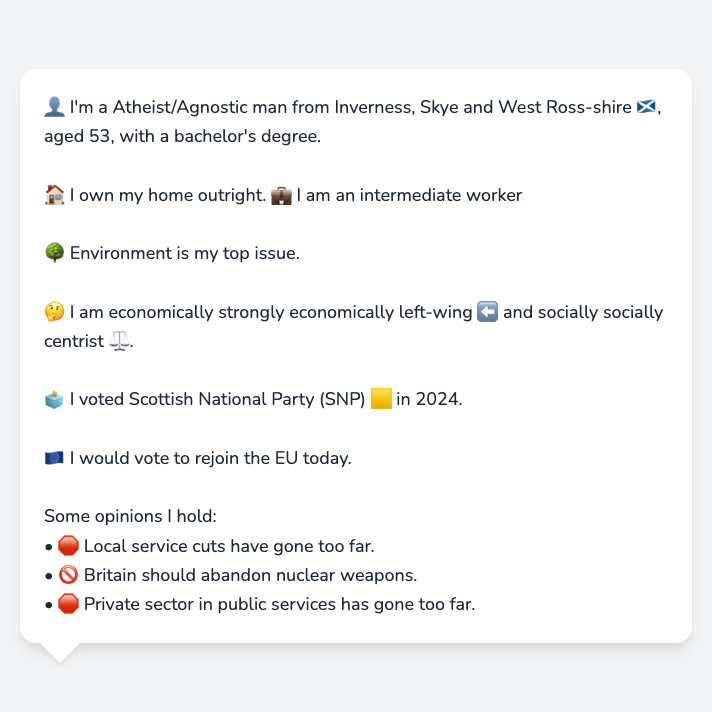 👤 I'm a Atheist/Agnostic man from Inverness, Skye and West Ross-shire 🏴󠁧󠁢󠁳󠁣󠁴󠁿,
aged 53, with a bachelor's degree.
🏠 I own my home outright. 💼 I am an intermediate worker
🌳 Environment is my top issue.
🤔 I am economically strongly economically left-wing ⬅️ and socially socially
centrist ⚖️.
🗳️ I voted Scottish National Party (SNP) 🟨 in 2024.
🇪🇺 I would vote to rejoin the EU today.
Some opinions I hold:
• 🛑 Local service cuts have gone too far.
• 🚫 Britain should abandon nuclear weapons.
• 🛑 Private sector in public services has gone too far.